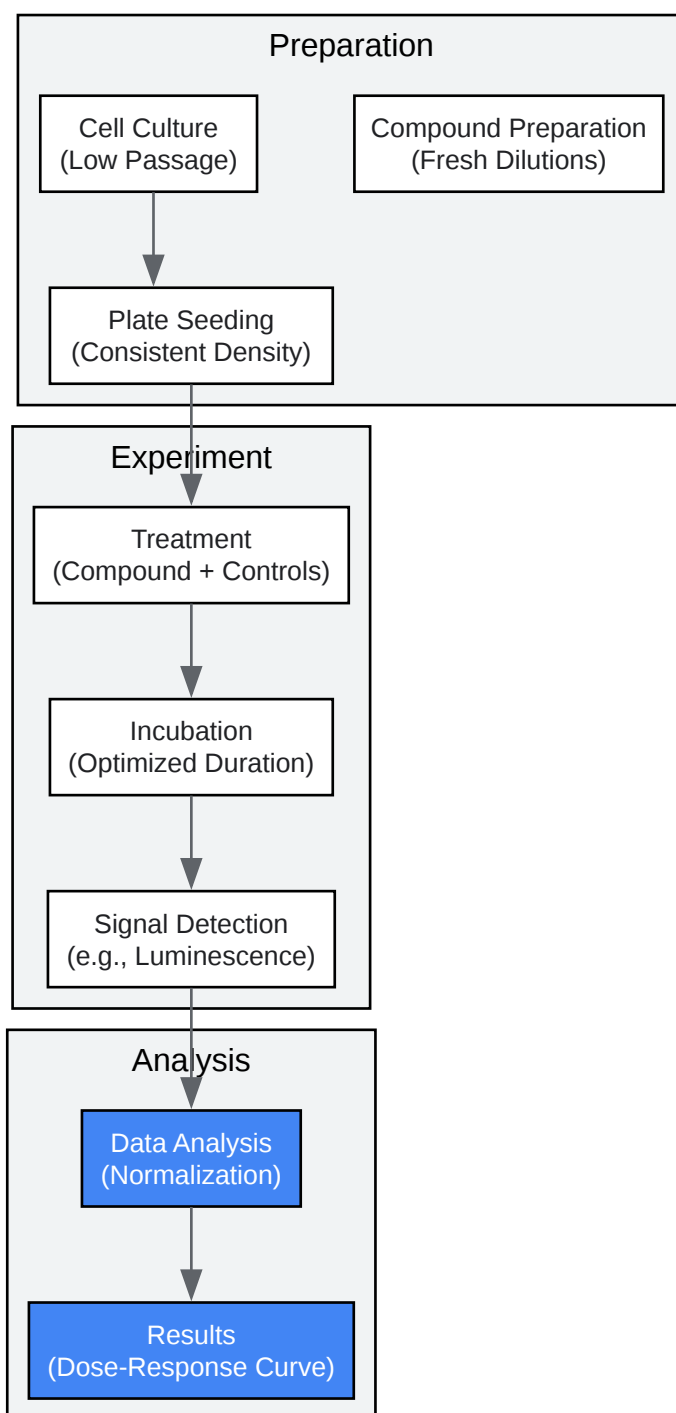 Preparation
Cell Culture
(Low Passage)
Compound Preparation
(Fresh Dilutions)
Plate Seeding
(Consistent Density)
Experiment
Treatment
(Compound + Controls)
Incubation
(Optimized Duration)
Signal Detection
(e.g., Luminescence)
Analysis
Data Analysis
(Normalization)
Results
(Dose-Response Curve)